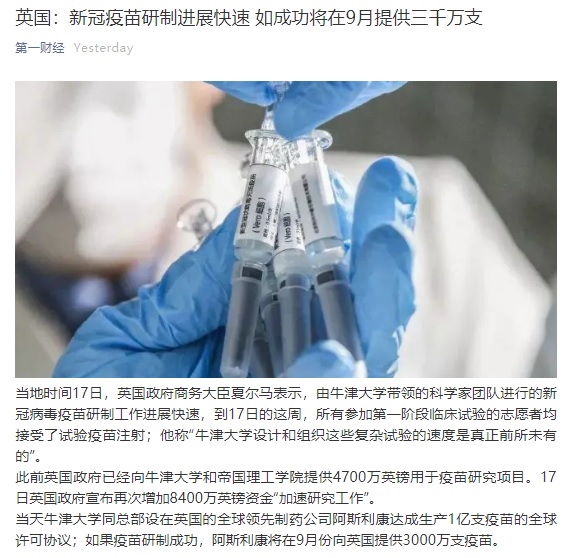 英国：新冠疫苗研制进展快速 如成功将在9月提供三千万支
第一财经 Yesterday
（Vero细胞）
（Vero细胞）
当地时间17日，英国政府商务大臣夏尔马表示，由牛津大学带领的科学家团队进行的新
冠病毒疫苗研制工作进展快速，到17日的这周，所有参加第一阶段临床试验的志愿者均
接受了试验疫苗注射；他称“牛津大学设计和组织这些复杂试验的速度是真正前所未有
的”。
此前英国政府已经向牛津大学和帝国理工学院提供4700万英镑用于疫苗研究项目。17
日英国政府宣布再次增加8400万英镑资金“加速研究工作”。
当天牛津大学同总部设在英国的全球领先制药公司阿斯利康达成生产1亿支疫苗的全球
许可协议；如果疫苗研制成功，阿斯利康将在9月份向英国提供3000万支疫苗。